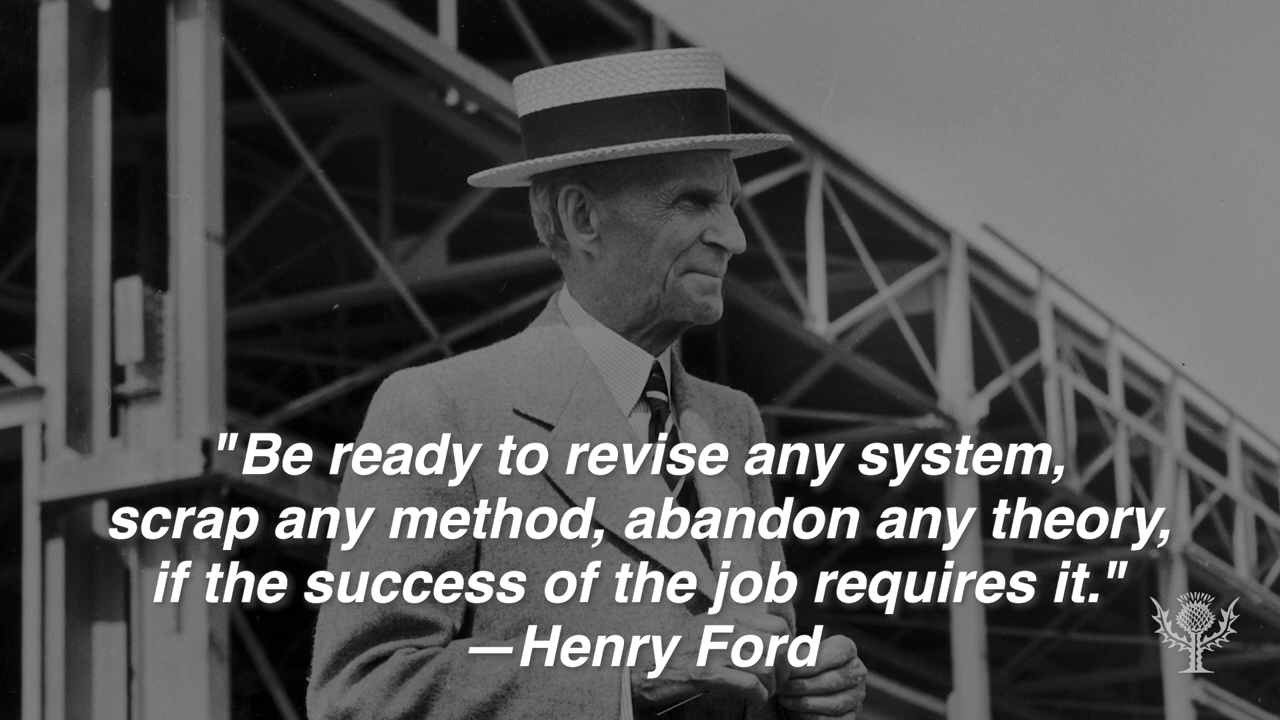 "Be ready to revise any system,
scrap any method, abandon any theory,
if the success of the job requires it."
—Henry Ford